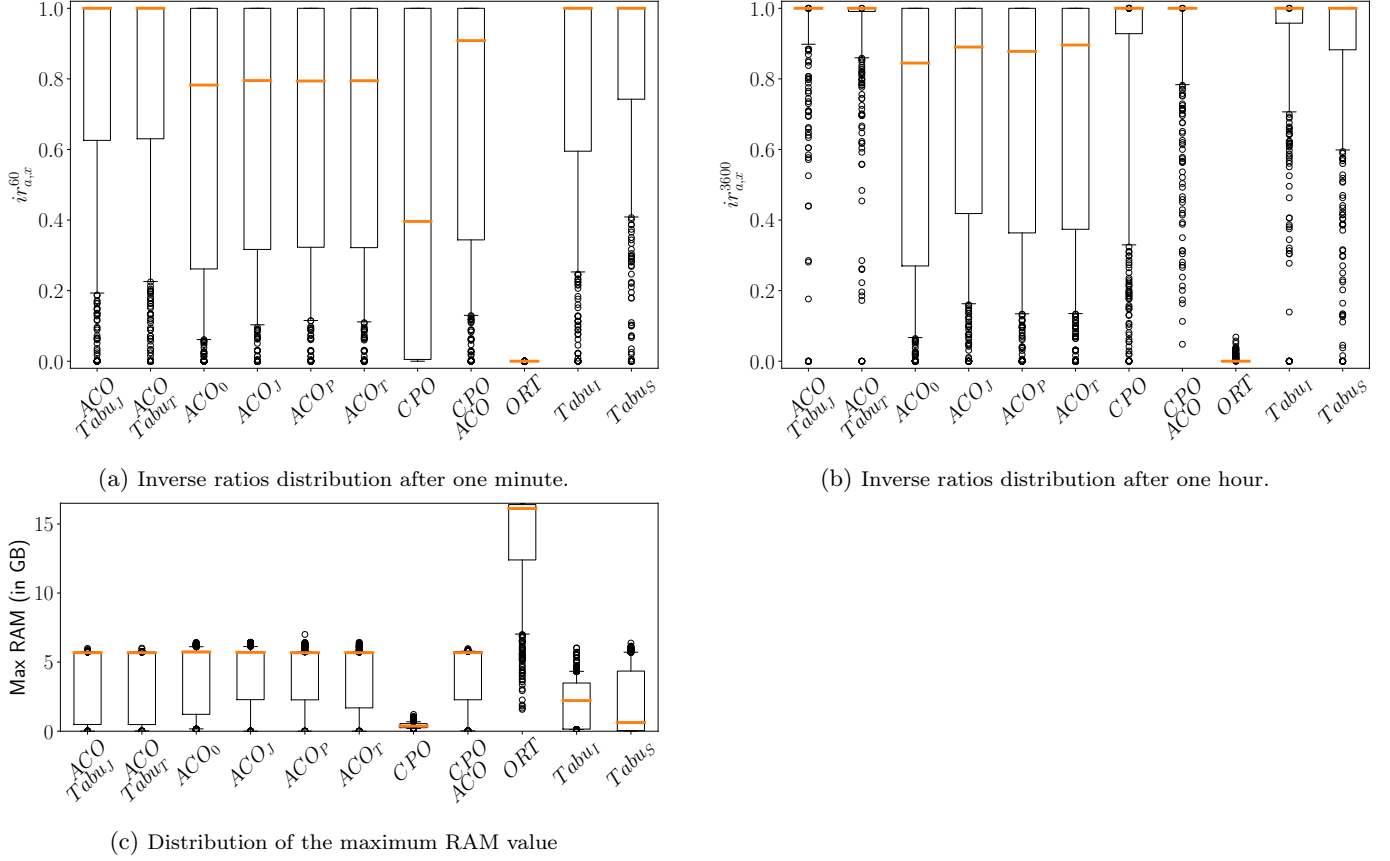 1.0
0.8
0.6
0.4
0.2
0.0
ir^{60}_{a,x}
ACO Tabu_J
ACO Tabu_T
ACO_0
ACO_J
ACO_P
ACO_T
CPO
CPO ACO
ORT
Tabu_I
Tabu_S
(a) Inverse ratios distribution after one minute.
1.0
0.8
0.6
0.4
0.2
0.0
ir^{3600}_{a,x}
ACO Tabu_J
ACO Tabu_T
ACO_0
ACO_J
ACO_P
ACO_T
CPO
CPO ACO
ORT
Tabu_I
Tabu_S
(b) Inverse ratios distribution after one hour.
15
10
5
0
Max RAM (in GB)
ACO Tabu_J
ACO Tabu_T
ACO_0
ACO_J
ACO_P
ACO_T
CPO
CPO ACO
ORT
Tabu_I
Tabu_S
(c) Distribution of the maximum RAM value